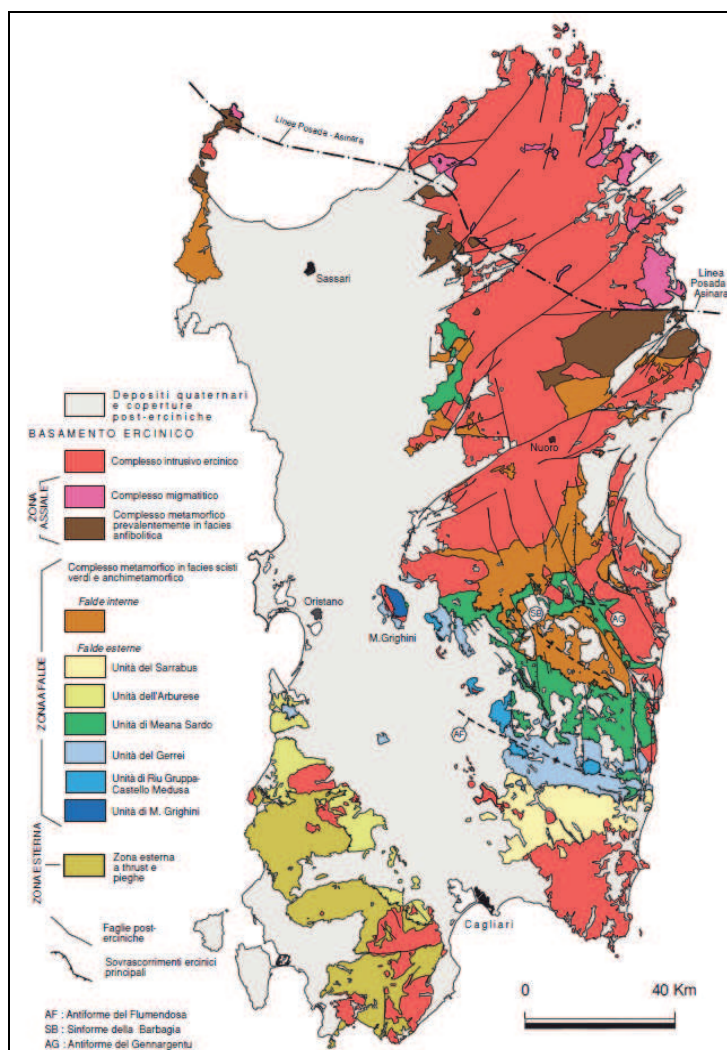 Linea Posada - Asinara
Sassari
Linea
Posada
Asinara
Nuoro
Oristano
M.Grighini
SB
AG
AF
Cagliari
Depositi quaternari
e coperture
post-erciniche
BASAMENTO ERCINICO
Complesso intrusivo ercinico
ZONA
ASSIALE
Complesso migmatitico
Complesso metamorfico
prevalentemente in facies
anfibolitica
Complesso metamorfico in facies scisti
verdi e anchimetamorfico
ZONA A FALDE
Falde interne
Falde esterne
Unità del Sarrabus
Unità dell'Arburese
Unità di Meana Sardo
Unità del Gerrei
Unità di Riu Gruppa-
Castello Medusa
Unità di M. Grighini
ZONA ESTERNA
Zona esterna
a thrust e
pieghe
Faglie post-
erciniche
Sovrascorrimenti ercinici
principali
AF : Antiforme del Flumendosa
SB : Sinforme della Barbagia
AG : Antiforme del Gennargentu
0 40 Km